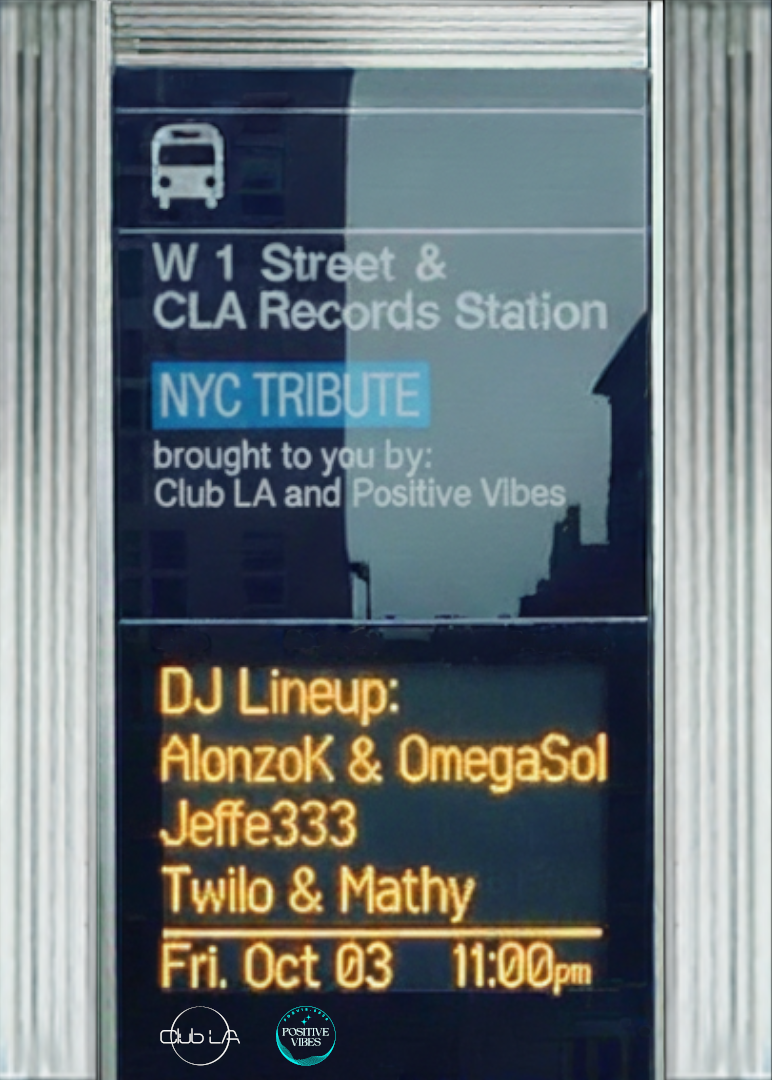 W 1 Street &
CLA Records Station
NYC TRIBUTE
brought to you by:
Club LA and Positive Vibes
DJ Lineup:
AlonzoK & OmegaSol
Jeffe333
Twilo & Mathy
Fri. Oct 03 11:00pm
Club LA
POSITIVE
VIBES